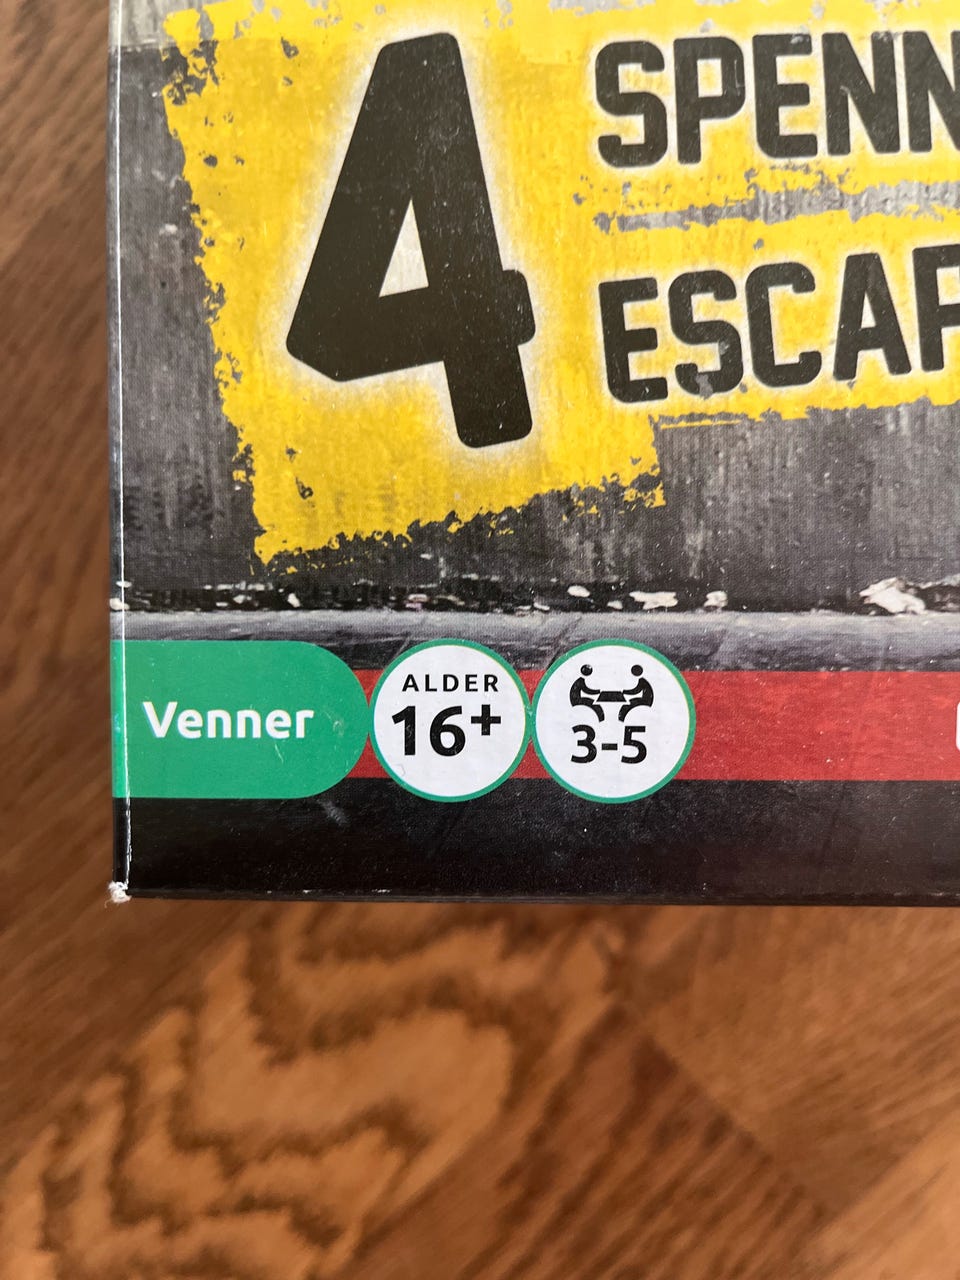 4
SPENN
ESCAP
Venner
ALDER
16+
3-5